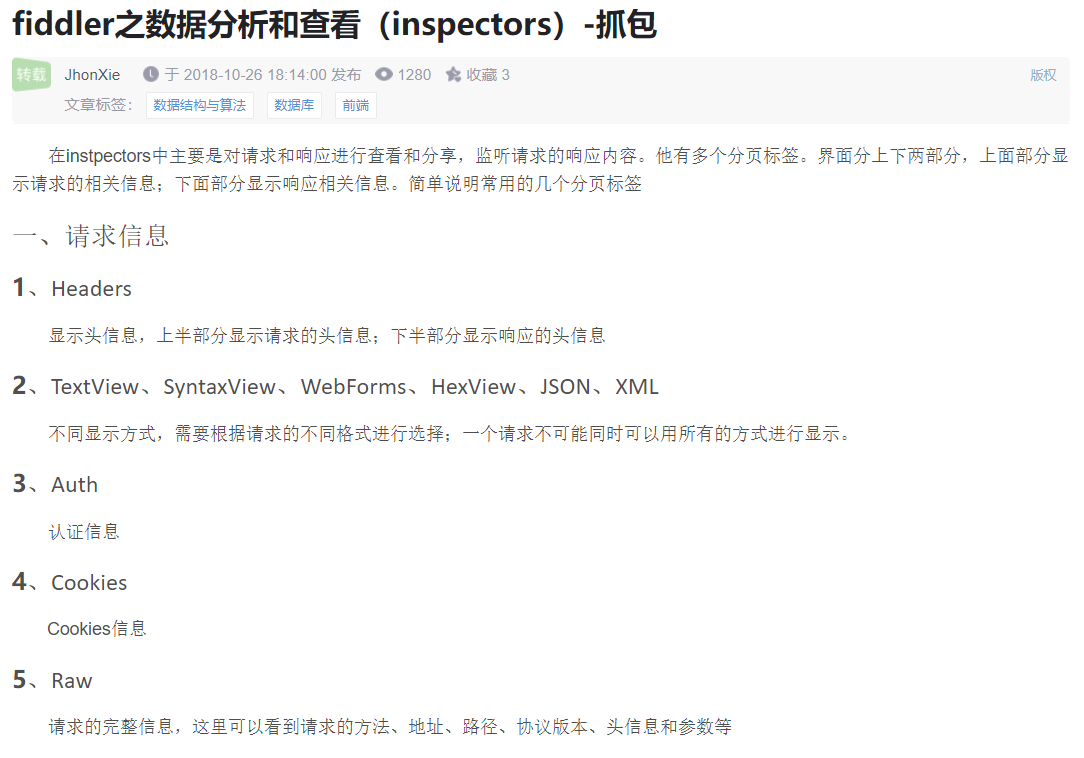 fiddler之数据分析和查看（inspectors）-抓包
转载 JhonXie 于 2018-10-26 18:14:00 发布 1280 收藏 3 版权
文章标签： 数据结构与算法 数据库 前端
在instpectors中主要是对请求和响应进行查看和分享，监听请求的响应内容。他有多个分页标签。界面分上下两部分，上面部分显
示请求的相关信息；下面部分显示响应相关信息。简单说明常用的几个分页标签
一、请求信息
1、Headers
显示头信息，上半部分显示请求的头信息；下半部分显示响应的头信息
2、TextView、SyntaxView、WebForms、HexView、JSON、XML
不同显示方式，需要根据请求的不同格式进行选择；一个请求不可能同时可以用所有的方式进行显示。
3、Auth
认证信息
4、Cookies
Cookies信息
5、Raw
请求的完整信息，这里可以看到请求的方法、地址、路径、协议版本、头信息和参数等